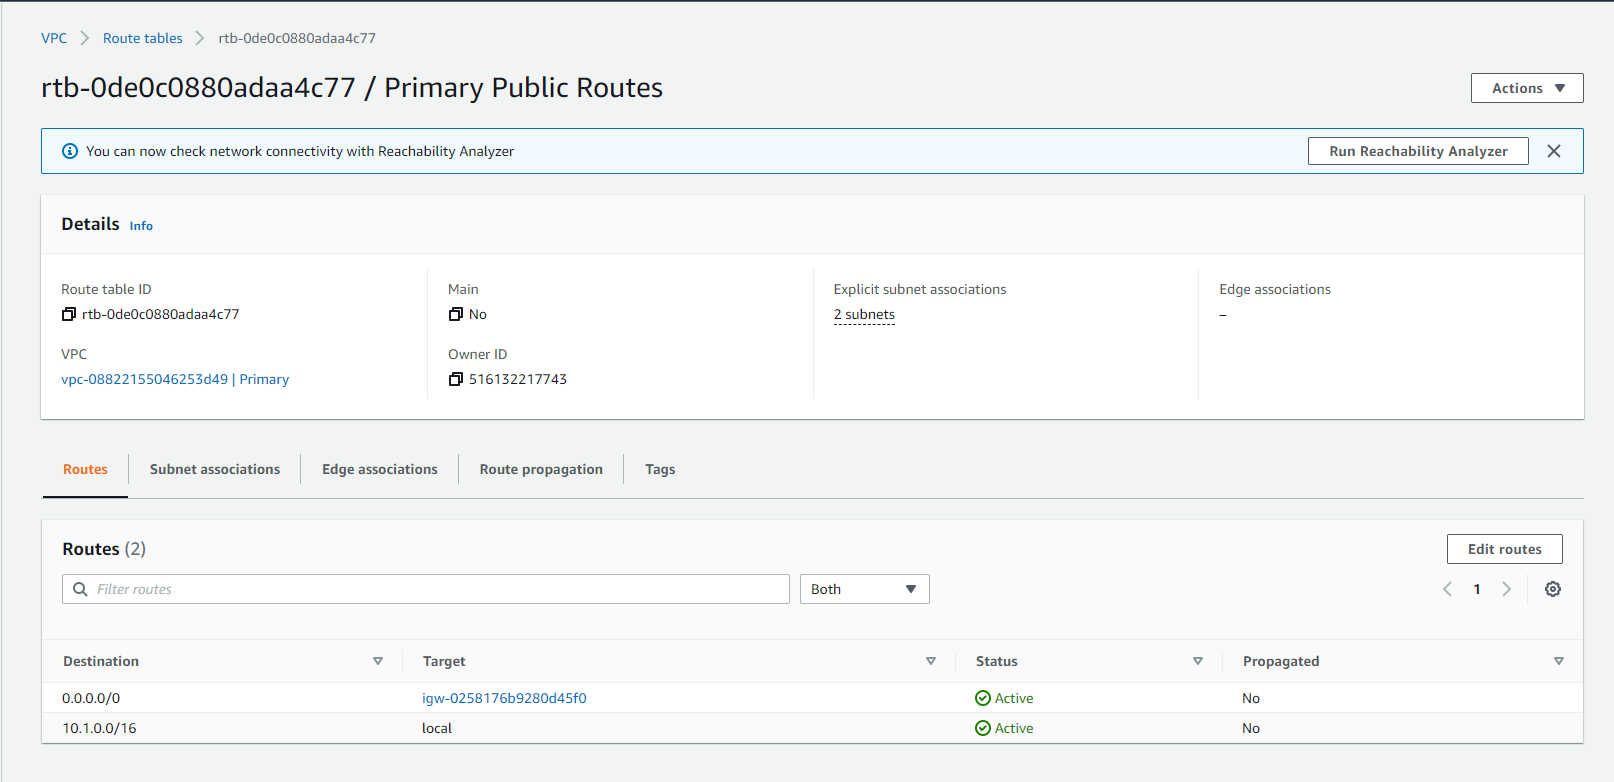 VPC > Route tables > rtb-0de0c0880adaa4c77
rtb-0de0c0880adaa4c77 / Primary Public Routes
Actions
You can now check network connectivity with Reachability Analyzer
Run Reachability Analyzer
Details Info
Route table ID
rtb-0de0c0880adaa4c77
Main
No
Explicit subnet associations
2 subnets
Edge associations
–
VPC
vpc-08822155046253d49 | Primary
Owner ID
516132217743
Routes
Subnet associations
Edge associations
Route propagation
Tags
Routes (2)
Edit routes
Filter routes
Both
1
Destination Target Status Propagated
0.0.0.0/0 igw-0258176b9280d45f0 Active No
10.1.0.0/16 local Active No